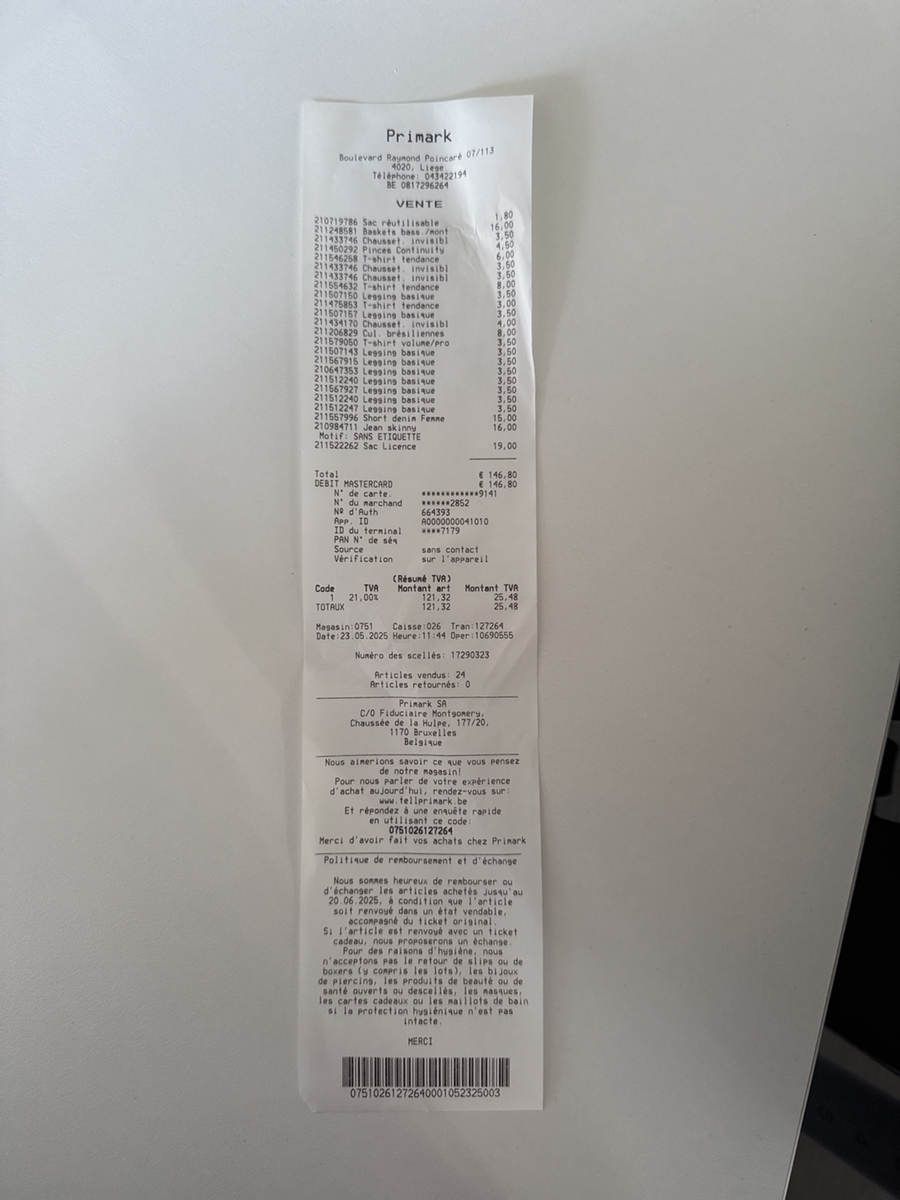 Primark
Boulevard Raymond Poincaré 07/113
4020, Liege
Téléphone: 043422194
BE 0817296264
VENTE
210719786 Sac réutilisable 1,80
211248581 Baskets bass./mont 16,00
211433746 Chausset. invisibl 3,50
211450292 Pinces Continuity 4,50
211546258 T-shirt tendance 6,00
211433746 Chausset. invisibl 3,50
211433746 Chausset. invisibl 3,50
211554632 T-shirt tendance 8,00
211507150 Legging basique 3,50
211475853 T-shirt tendance 3,00
211507157 Legging basique 3,50
211434170 Chausset. invisibl 4,00
211206829 Cul. brésiliennes 8,00
211579050 T-shirt volume/pro 3,50
211507143 Legging basique 3,50
211567915 Legging basique 3,50
210647353 Legging basique 3,50
211512240 Legging basique 3,50
211567927 Legging basique 3,50
211512240 Legging basique 3,50
211512247 Legging basique 3,50
211557996 Short denim Femme 15,00
210984711 Jean skinny 16,00
Motif: SANS ETIQUETTE
211522262 Sac Licence 19,00
Total € 146,80
DEBIT MASTERCARD € 146,80
N° de carte. ************9141
N° du marchand ******2852
Nº d'Auth 664393
App. ID A0000000041010
ID du terminal ****7179
PAN N° de séq
Source sans contact
Vérification sur l'appareil
(Résumé TVA)
Code TVA Montant art Montant TVA
1 21,00% 121,32 25,48
TOTAUX 121,32 25,48
Magasin:0751 Caisse:026 Tran:127264
Date:23.05.2025 Heure:11:44 Oper:10690555
Numéro des scellés: 17290323
Articles vendus: 24
Articles retournés: 0
Primark SA
C/O Fiduciaire Montgomery,
Chaussée de la Hulpe, 177/20,
1170 Bruxelles
Belgique
Nous aimerions savoir ce que vous pensez
de notre magasin!
Pour nous parler de votre expérience
d'achat aujourd'hui, rendez-vous sur:
www.tellprimark.be
Et répondez à une enquête rapide
en utilisant ce code:
0751026127264
Merci d'avoir fait vos achats chez Primark
Politique de remboursement et d'échange
Nous sommes heureux de rembourser ou
d'échanger les articles achetés jusqu'au
20.06.2025, à condition que l'article
soit renvoyé dans un état vendable,
accompagné du ticket original.
Si l'article est renvoyé avec un ticket
cadeau, nous proposerons un échange.
Pour des raisons d'hygiène, nous
n'acceptons pas le retour de slips ou de
boxers (y compris les lots), les bijoux
de piercing, les produits de beauté ou de
santé ouverts ou descellés, les masques,
les cartes cadeaux ou les maillots de bain
si la protection hygiénique n'est pas
intacte.
MERCI
07510261272640001052325003